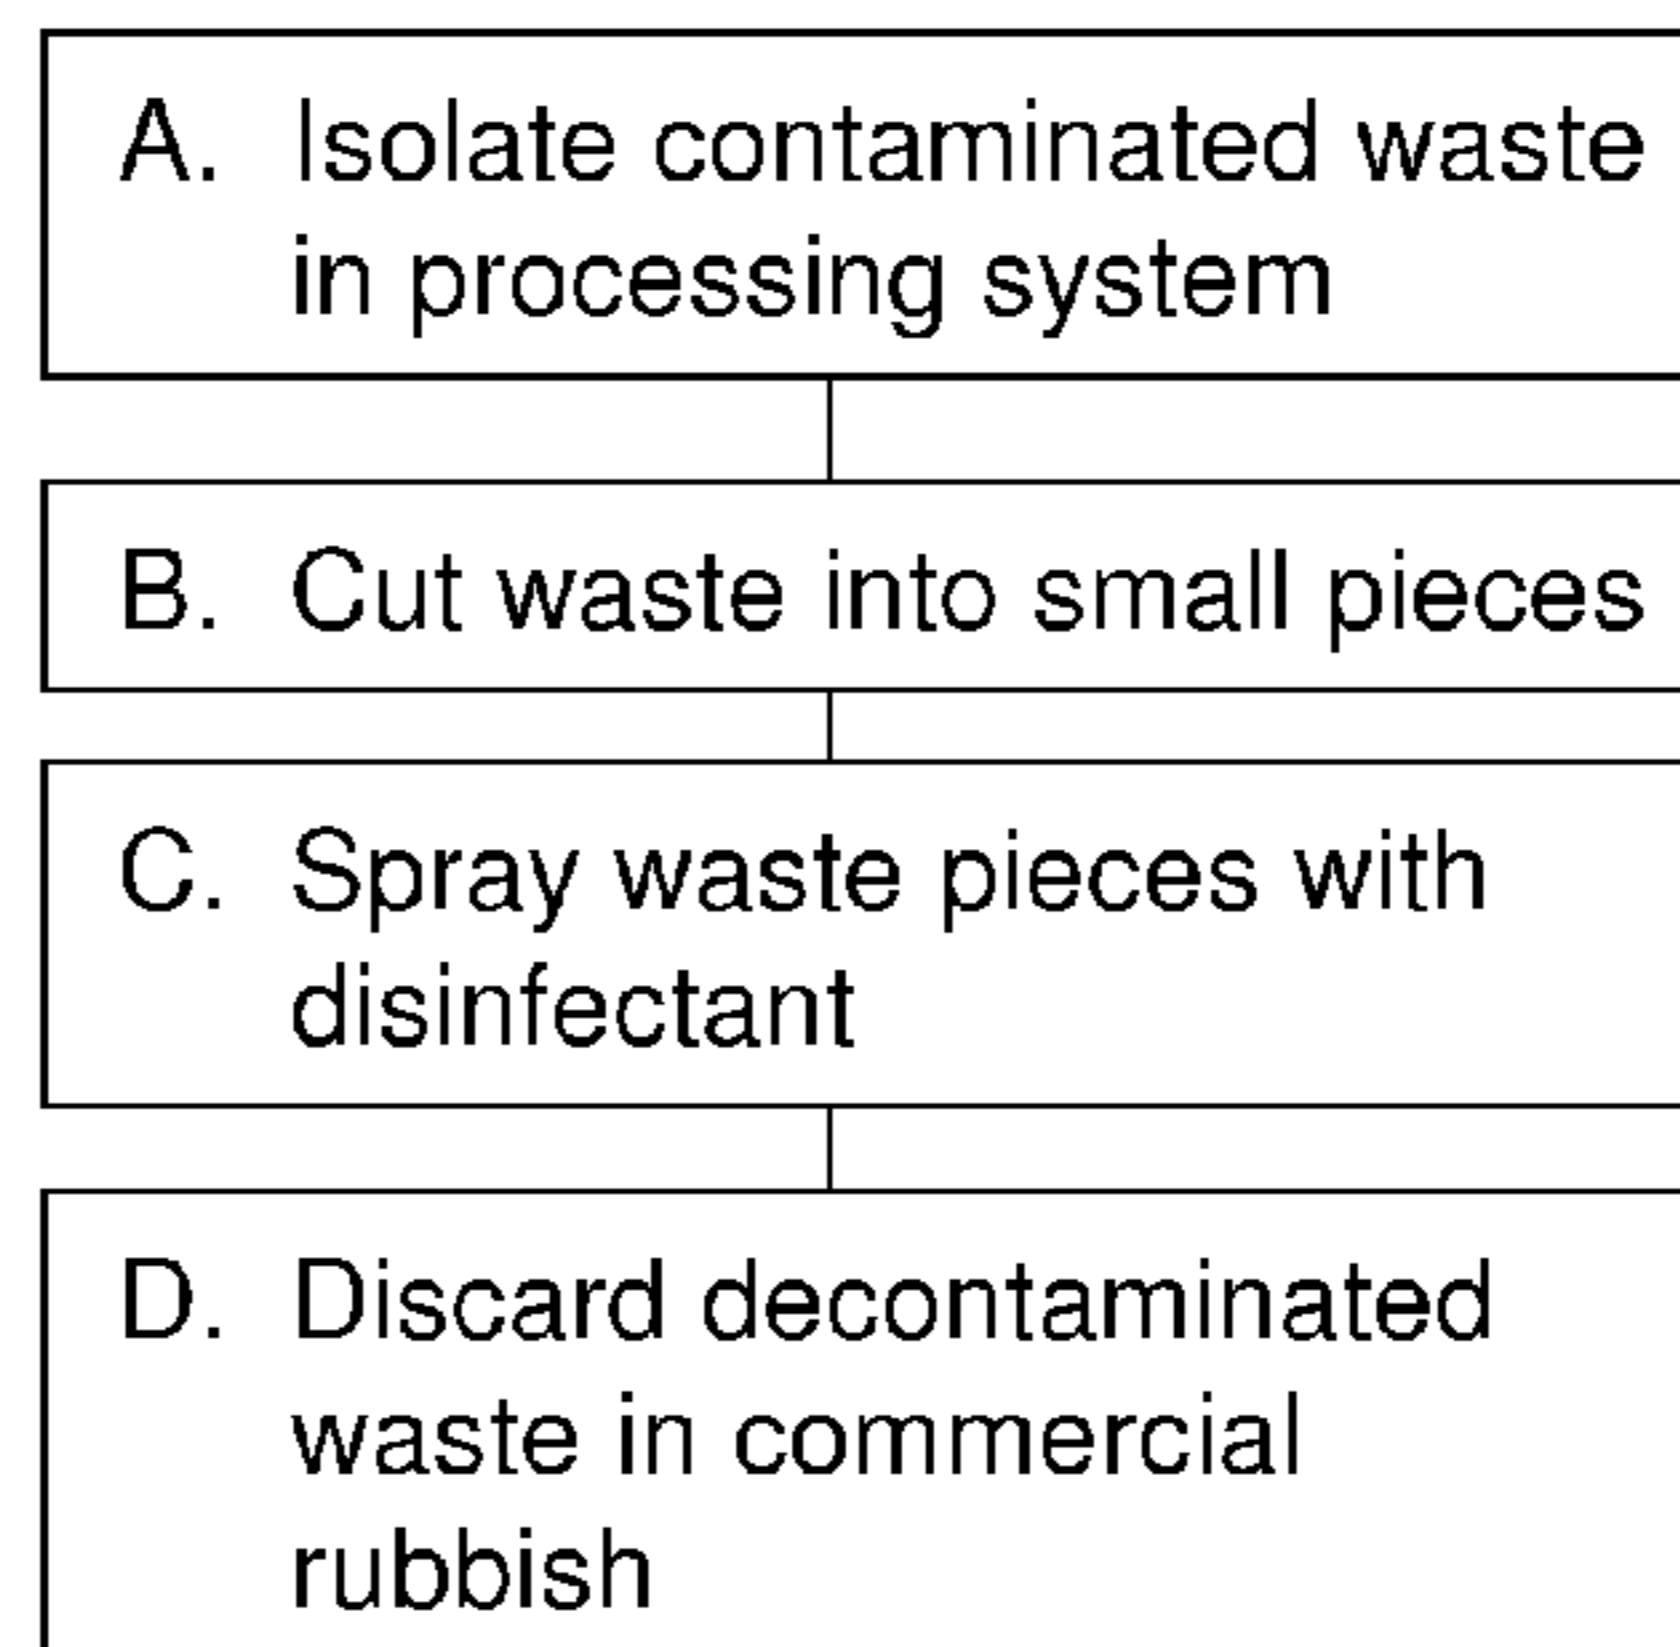 A. Isolate contaminated waste
in processing system
B. Cut waste into small pieces
C. Spray waste pieces with
disinfectant
D. Discard decontaminated
waste in commercial
rubbish